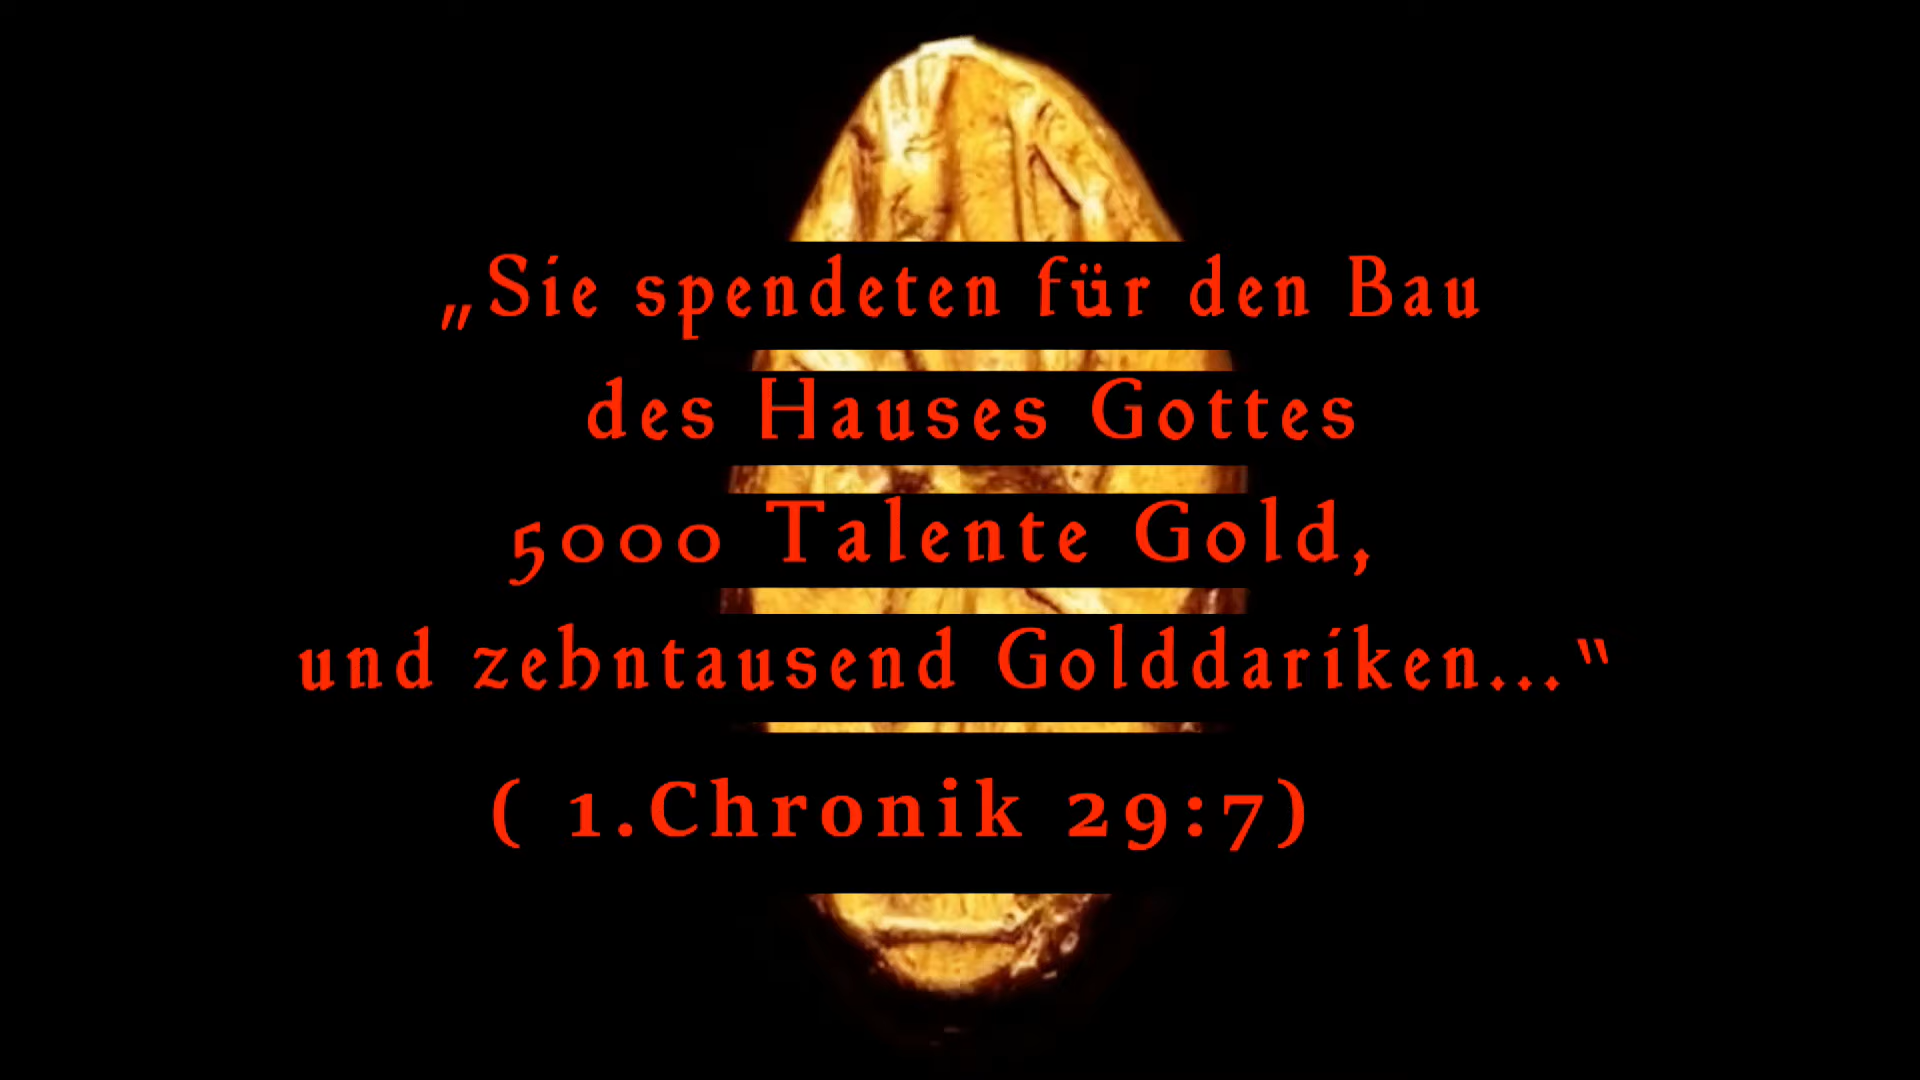 „Sie spendeten für den Bau
des Hauses Gottes
5000 Talente Gold,
und zehntausend Golddariken...“
( 1.Chronik 29:7)